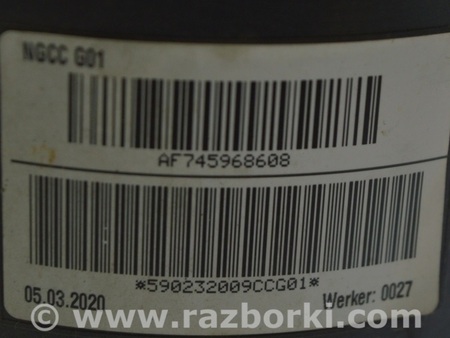 NGCC G01
AF745968608
*590232009CCG01*
05.03.2020
Werker: 0027
www.razborki.com